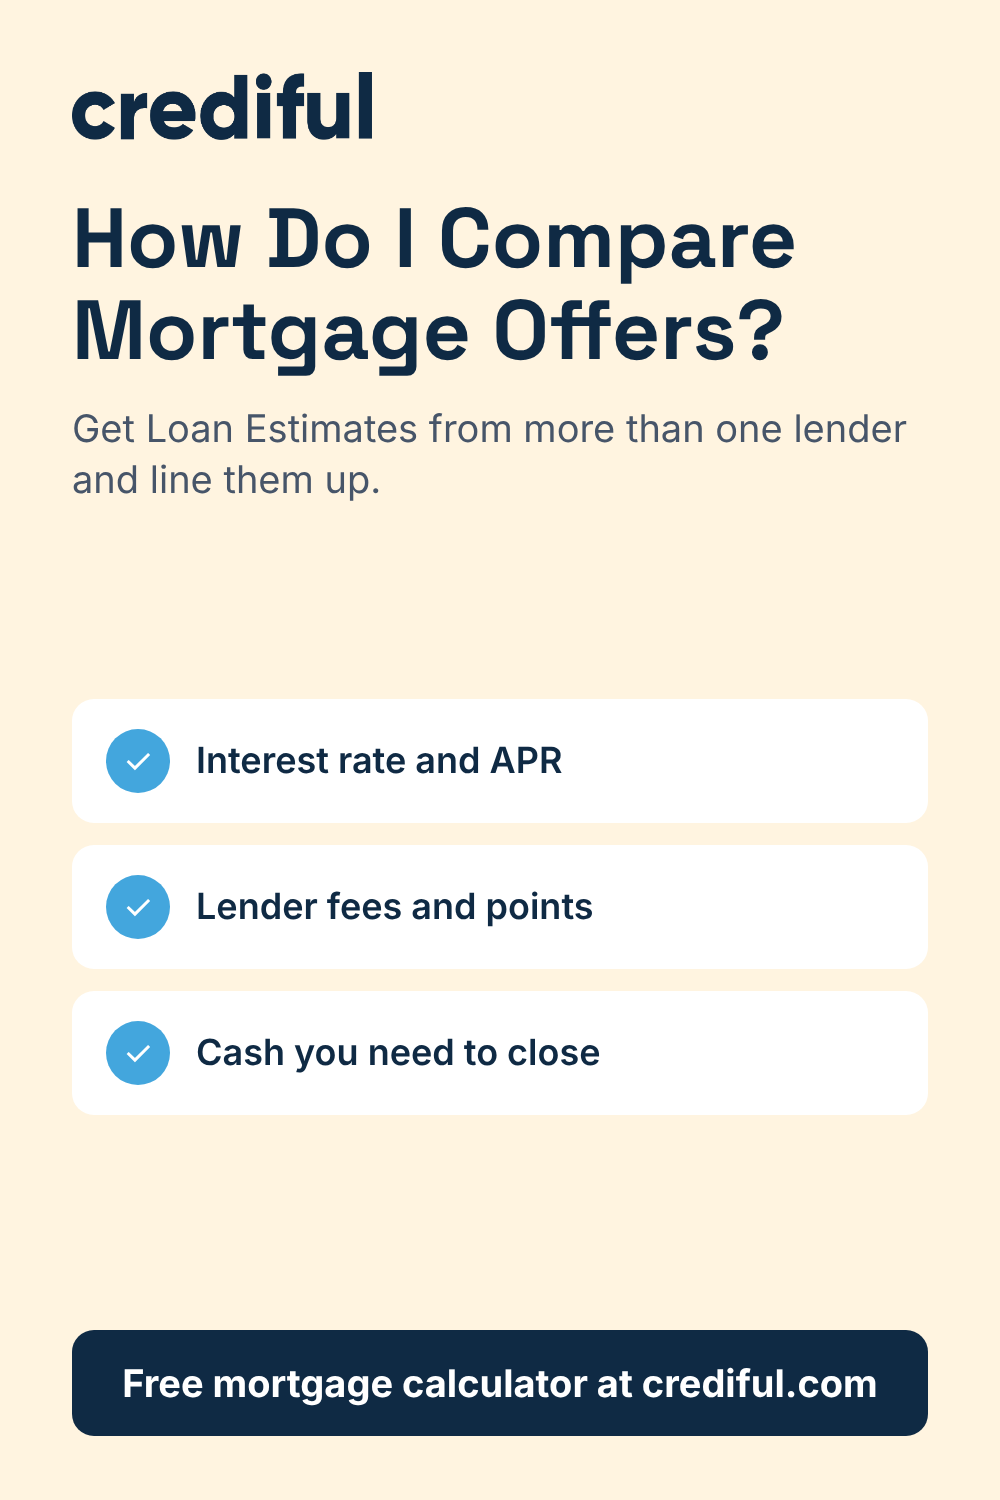 crediful
How Do I Compare
Mortgage Offers?
Get Loan Estimates from more than one lender
and line them up.
Interest rate and APR
Lender fees and points
Cash you need to close
Free mortgage calculator at crediful.com